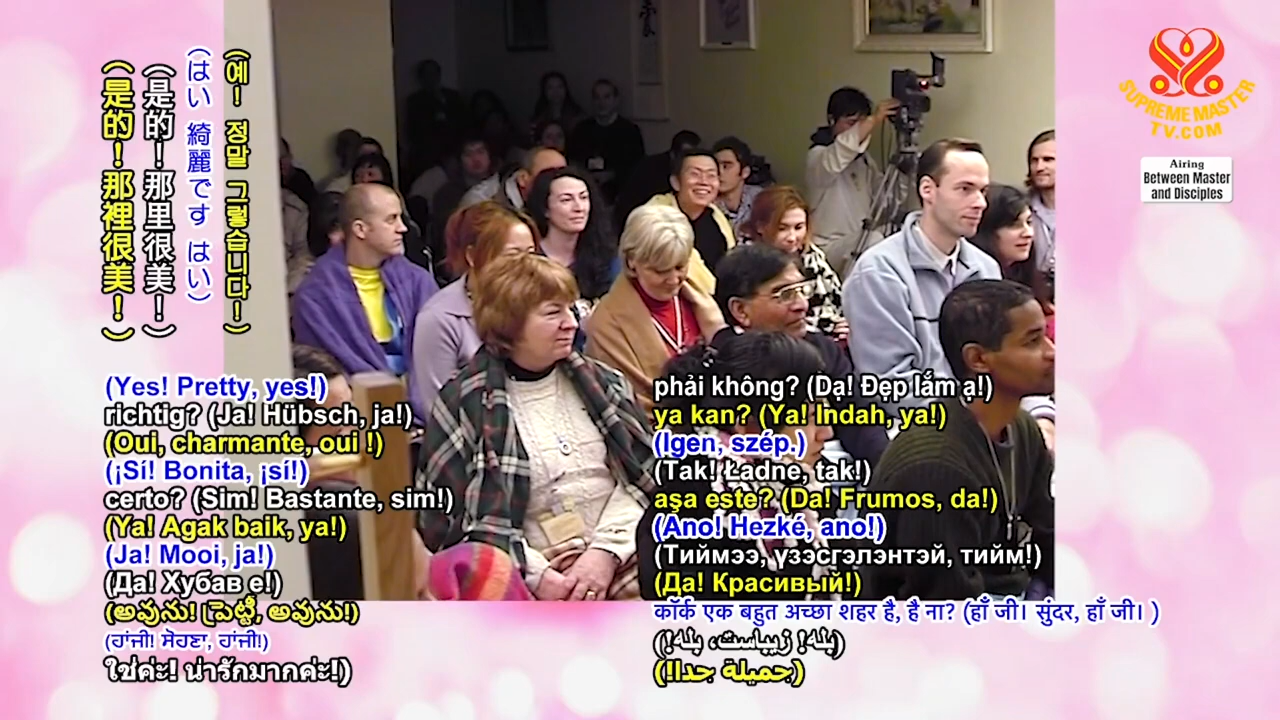 (예! 정말 그렇습니다!)
(はい 綺麗です はい)
(是的！那里很美！)
(是的！那裡很美！)
(Yes! Pretty, yes!)
richtig? (Ja! Hübsch, ja!)
(Oui, charmante, oui !)
(¡Sí! Bonita, ¡sí!)
certo? (Sim! Bastante, sim!)
(Ya! Agak baik, ya!)
(Ja! Mooi, ja!)
(Да! Хубав е!)
(అవును! ప్రెట్టీ, అవును!)
(ਹਾਂਜੀ! ਸੋਹਣਾ, ਹਾਂਜੀ!)
ใช่ค่ะ! น่ารักมากค่ะ!)
phải không? (Dạ! Đẹp lắm ạ!)
ya kan? (Ya! Indah, ya!)
(Igen, szép.)
(Tak! Ładne, tak!)
aşa este? (Da! Frumos, da!)
(Ano! Hezké, ano!)
(Тиймээ, үзэсгэлэнтэй, тийм!)
(Да! Красивый!)
कॉर्क एक बहुत अच्छा शहर है, है ना? (हाँ जी। सुंदर, हाँ जी। )
(بله! زیباست، بله!)
(جميلة جدا!)
SUPREME MASTER
TV.COM
Airing
Between Master
and Disciples